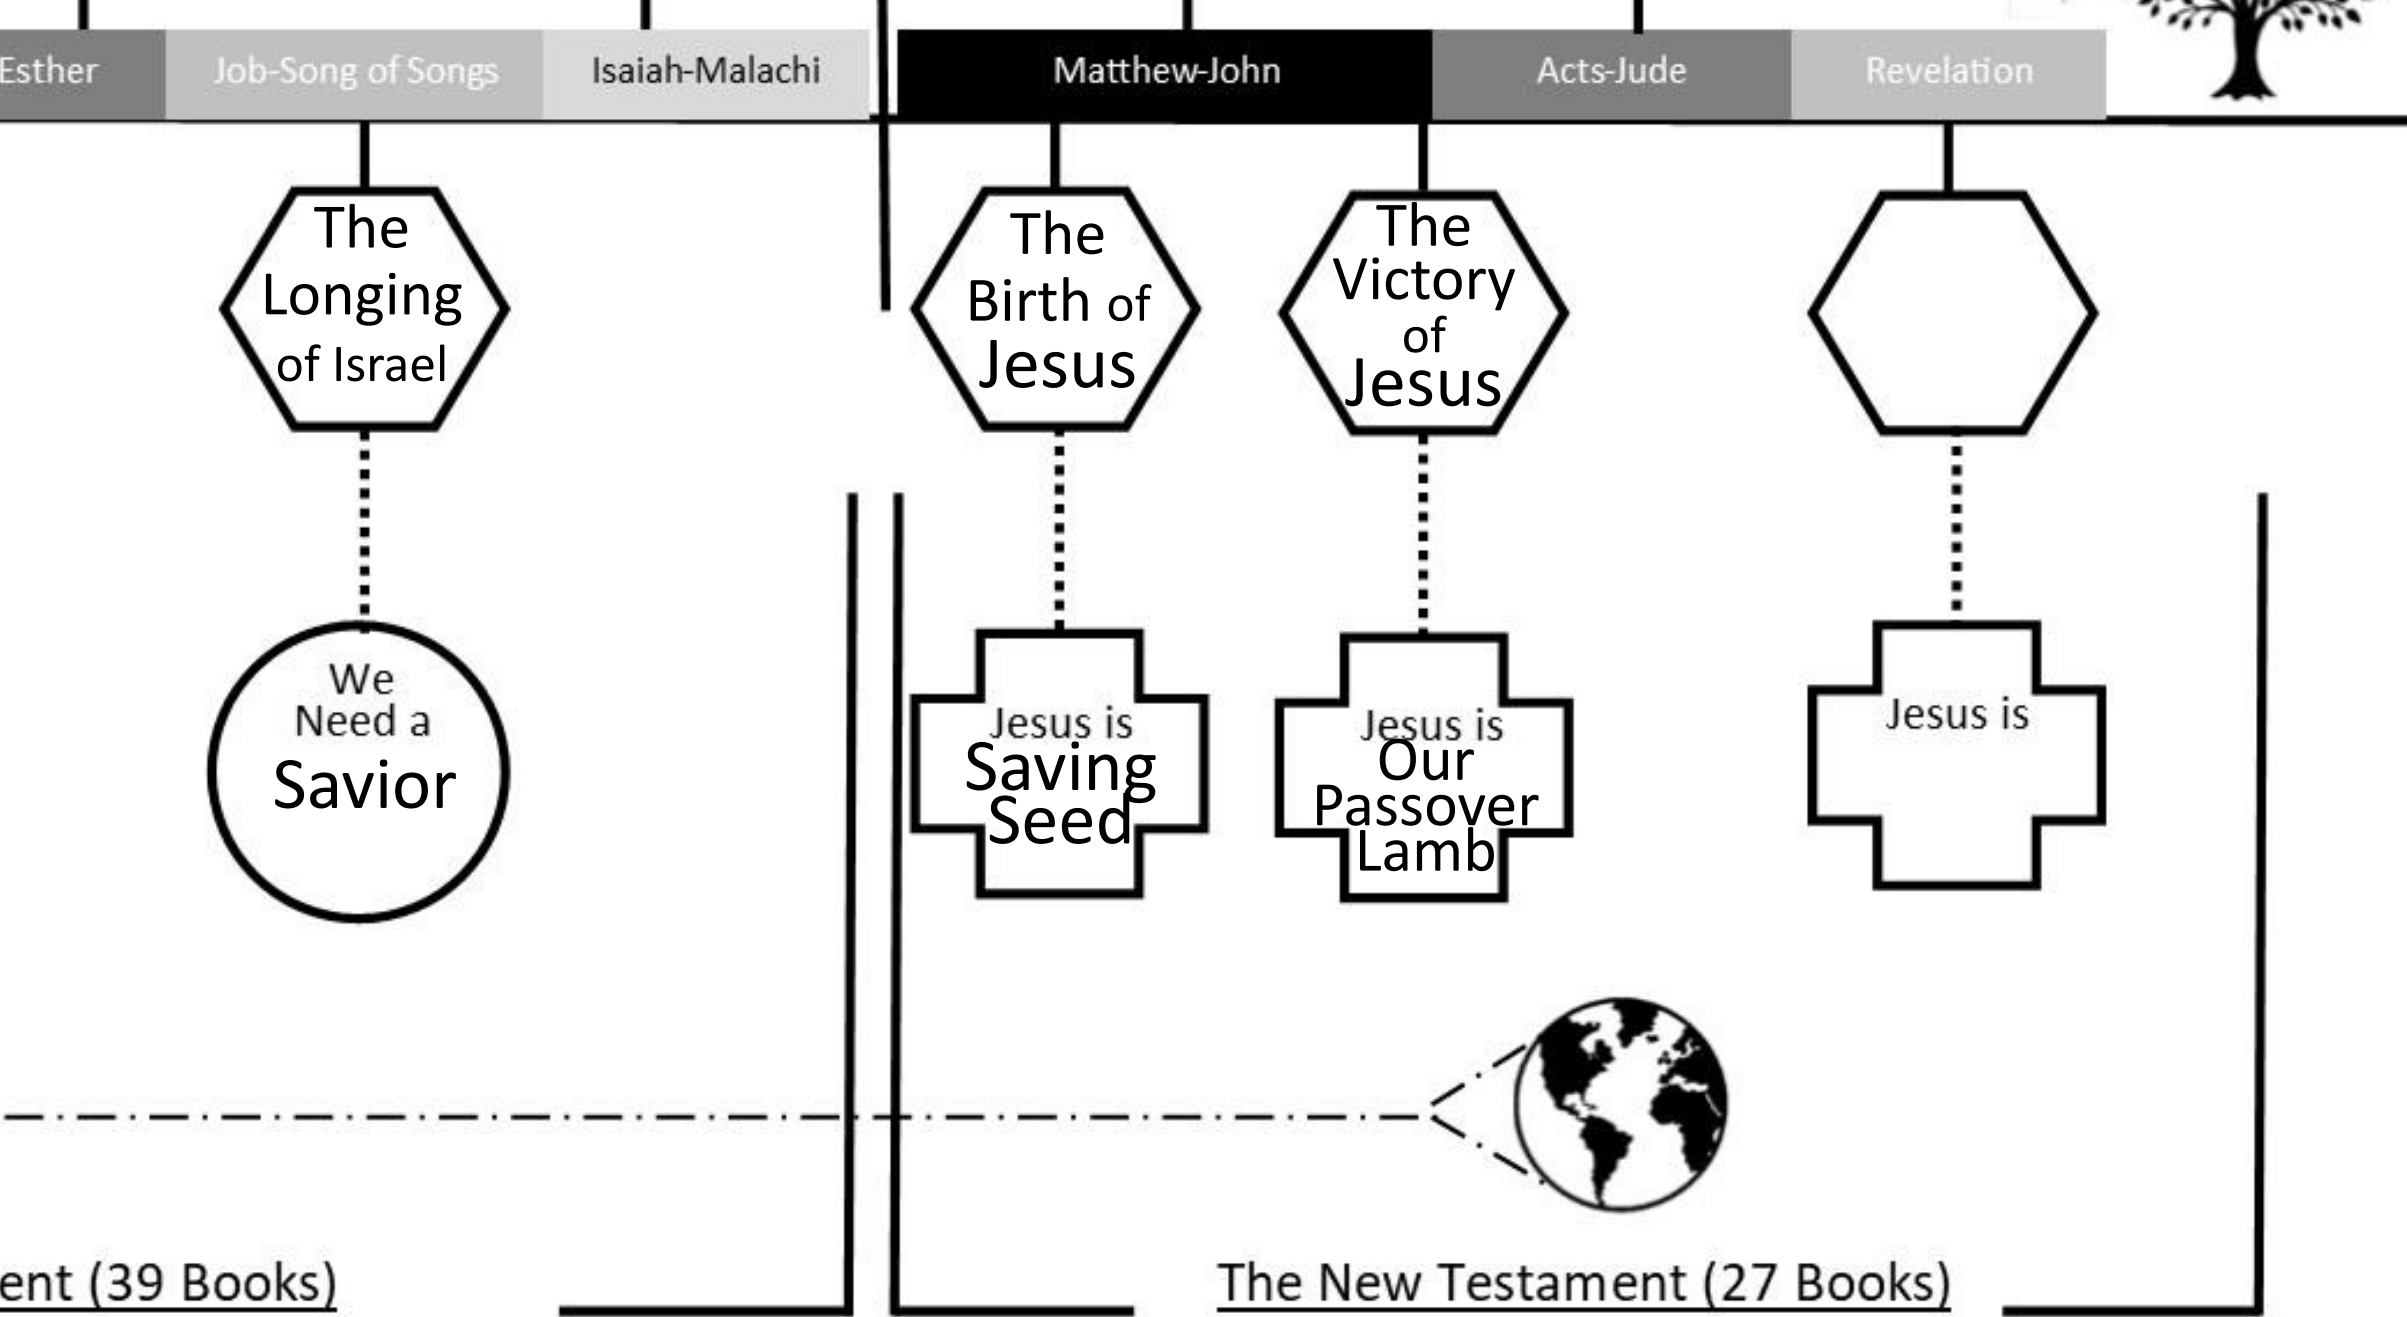 Esther
Job-Song of Songs
Isaiah-Malachi
Matthew-John
Acts-Jude
Revelation
The
Longing
of Israel
The
Birth of
Jesus
The
Victory
of
Jesus
We
Need a
Savior
Jesus is
Saving
Seed
Jesus is
Our
Passover
Lamb
Jesus is
ent (39 Books)
The New Testament (27 Books)